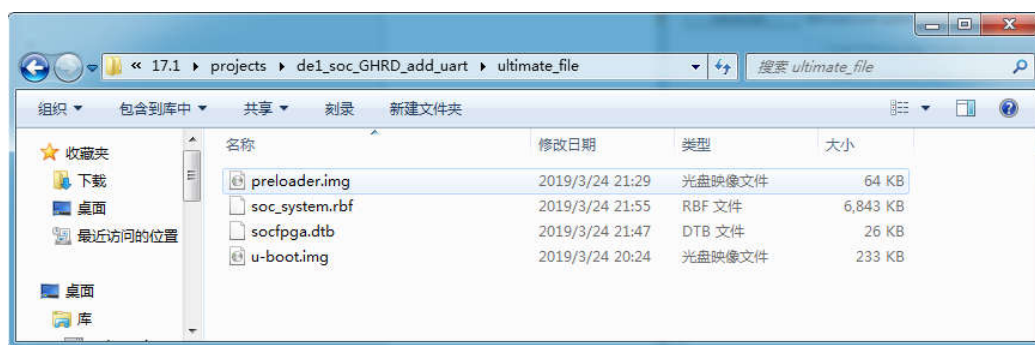 « 17.1 ▸ projects ▸ de1_soc_GHRD_add_uart ▸ ultimate_file 搜索 ultimate_file
组织 包含到库中 共享 刻录 新建文件夹
收藏夹
下载
桌面
最近访问的位置
桌面
库
名称 修改日期 类型 大小
preloader.img 2019/3/24 21:29 光盘映像文件 64 KB
soc_system.rbf 2019/3/24 21:55 RBF 文件 6,843 KB
socfpga.dtb 2019/3/24 21:47 DTB 文件 26 KB
u-boot.img 2019/3/24 20:24 光盘映像文件 233 KB